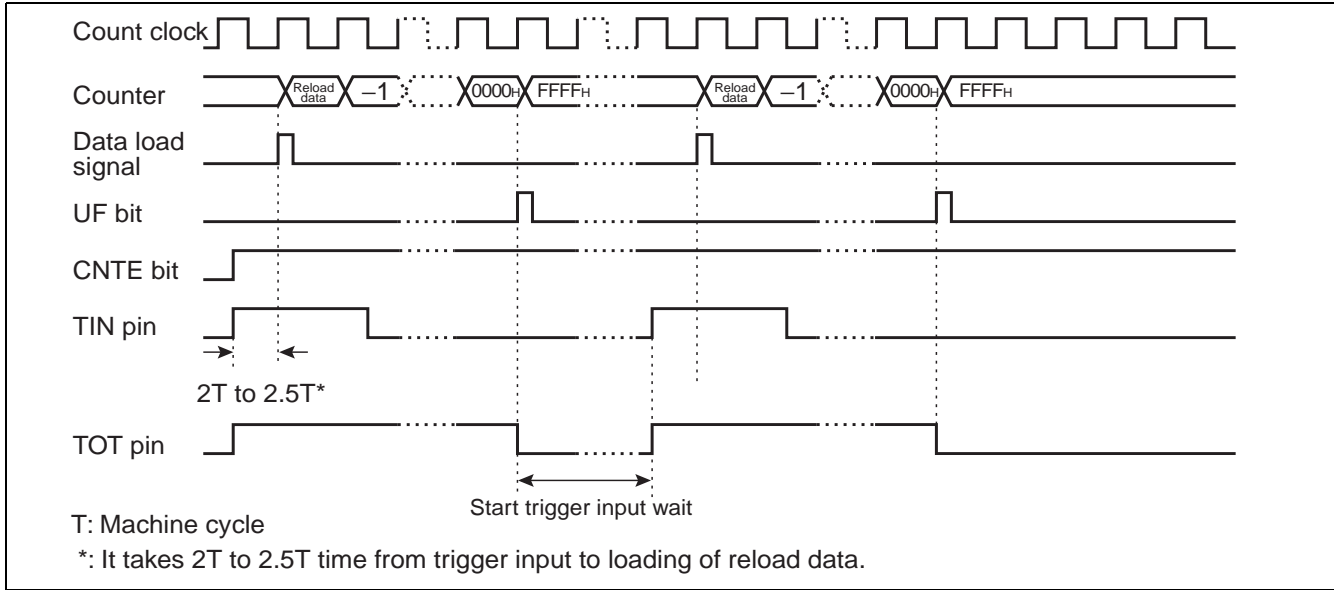 Count clock
Counter Reload data –1 0000H FFFFH Reload data –1 0000H FFFFH
Data load signal
UF bit
CNTE bit
TIN pin
2T to 2.5T*
TOT pin
Start trigger input wait
T: Machine cycle
*: It takes 2T to 2.5T time from trigger input to loading of reload data.